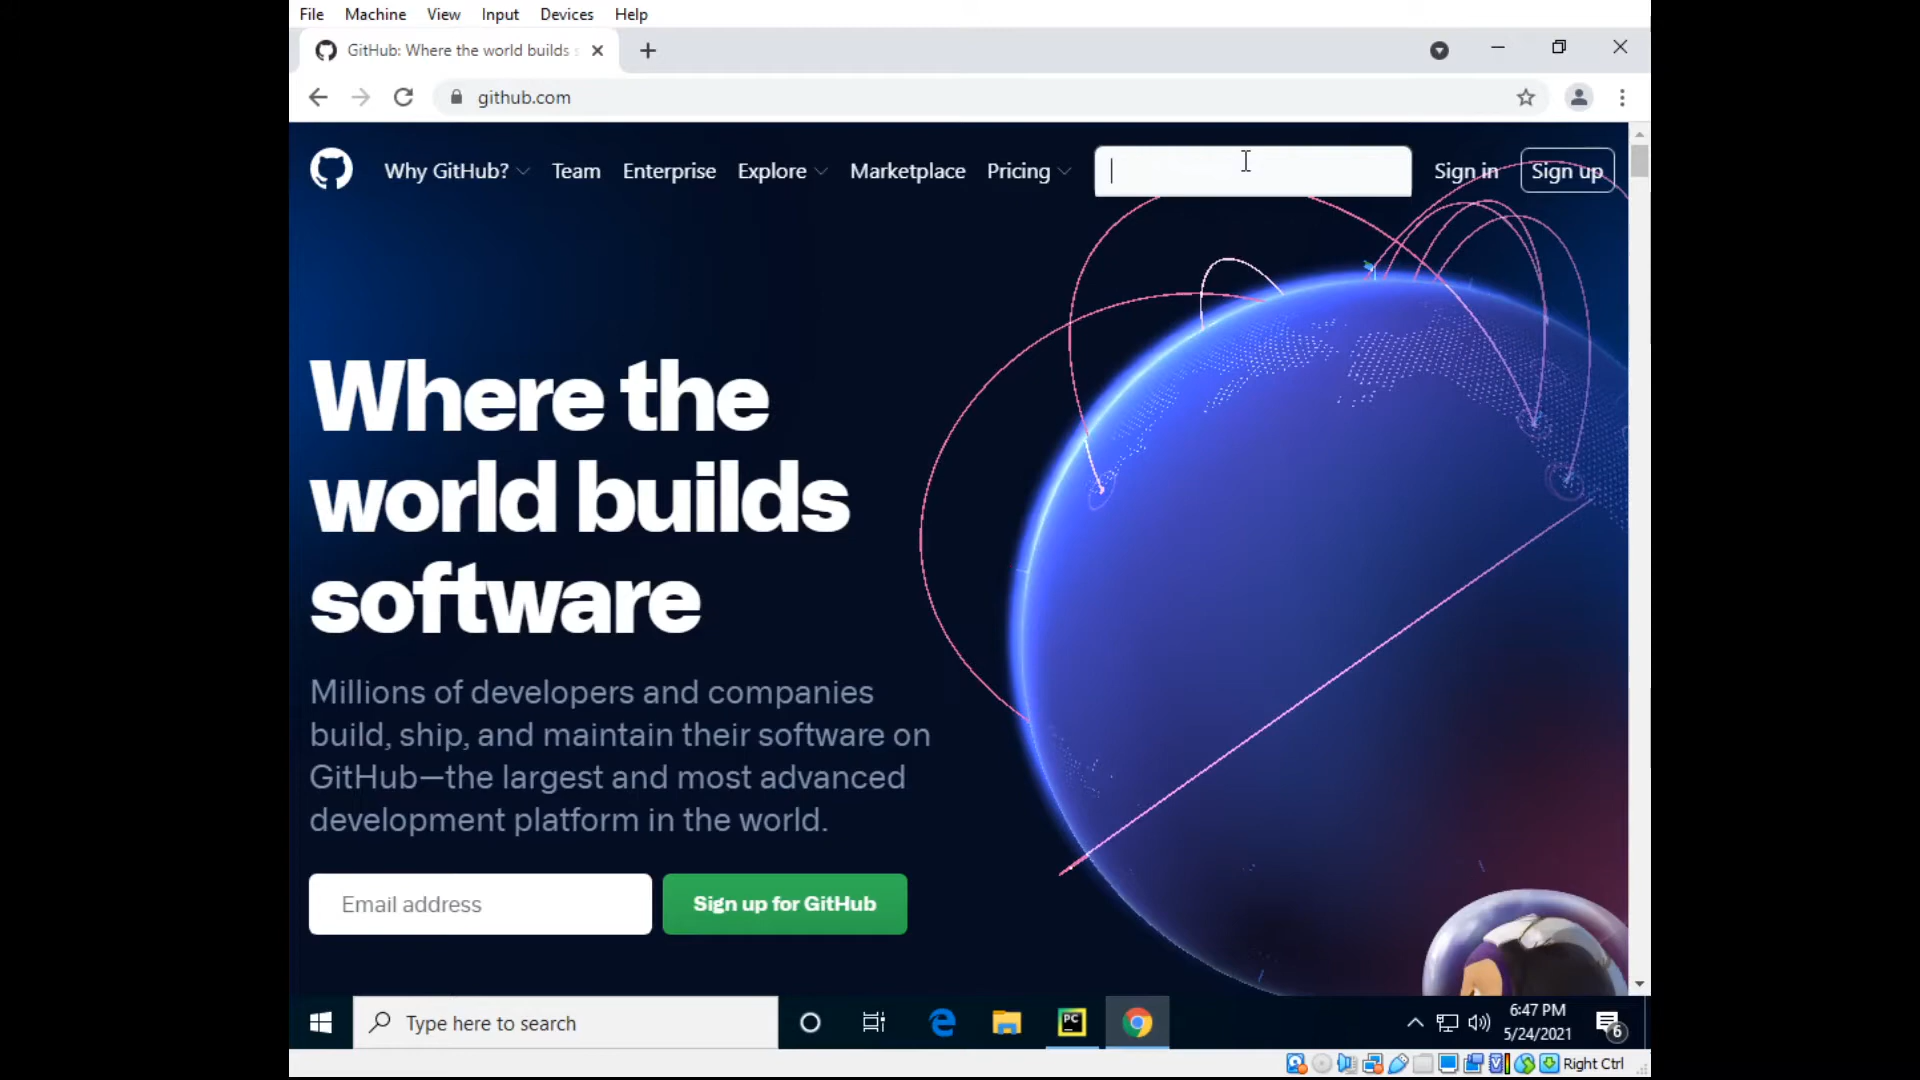 File Machine View Input Devices Help
GitHub: Where the world builds s
github.com
Why GitHub? Team Enterprise Explore Marketplace Pricing Sign in Sign up
Where the
world builds
software
Millions of developers and companies
build, ship, and maintain their software on
GitHub—the largest and most advanced
development platform in the world.
Email address Sign up for GitHub
Type here to search
PC
6:47 PM
5/24/2021
6
Right Ctrl